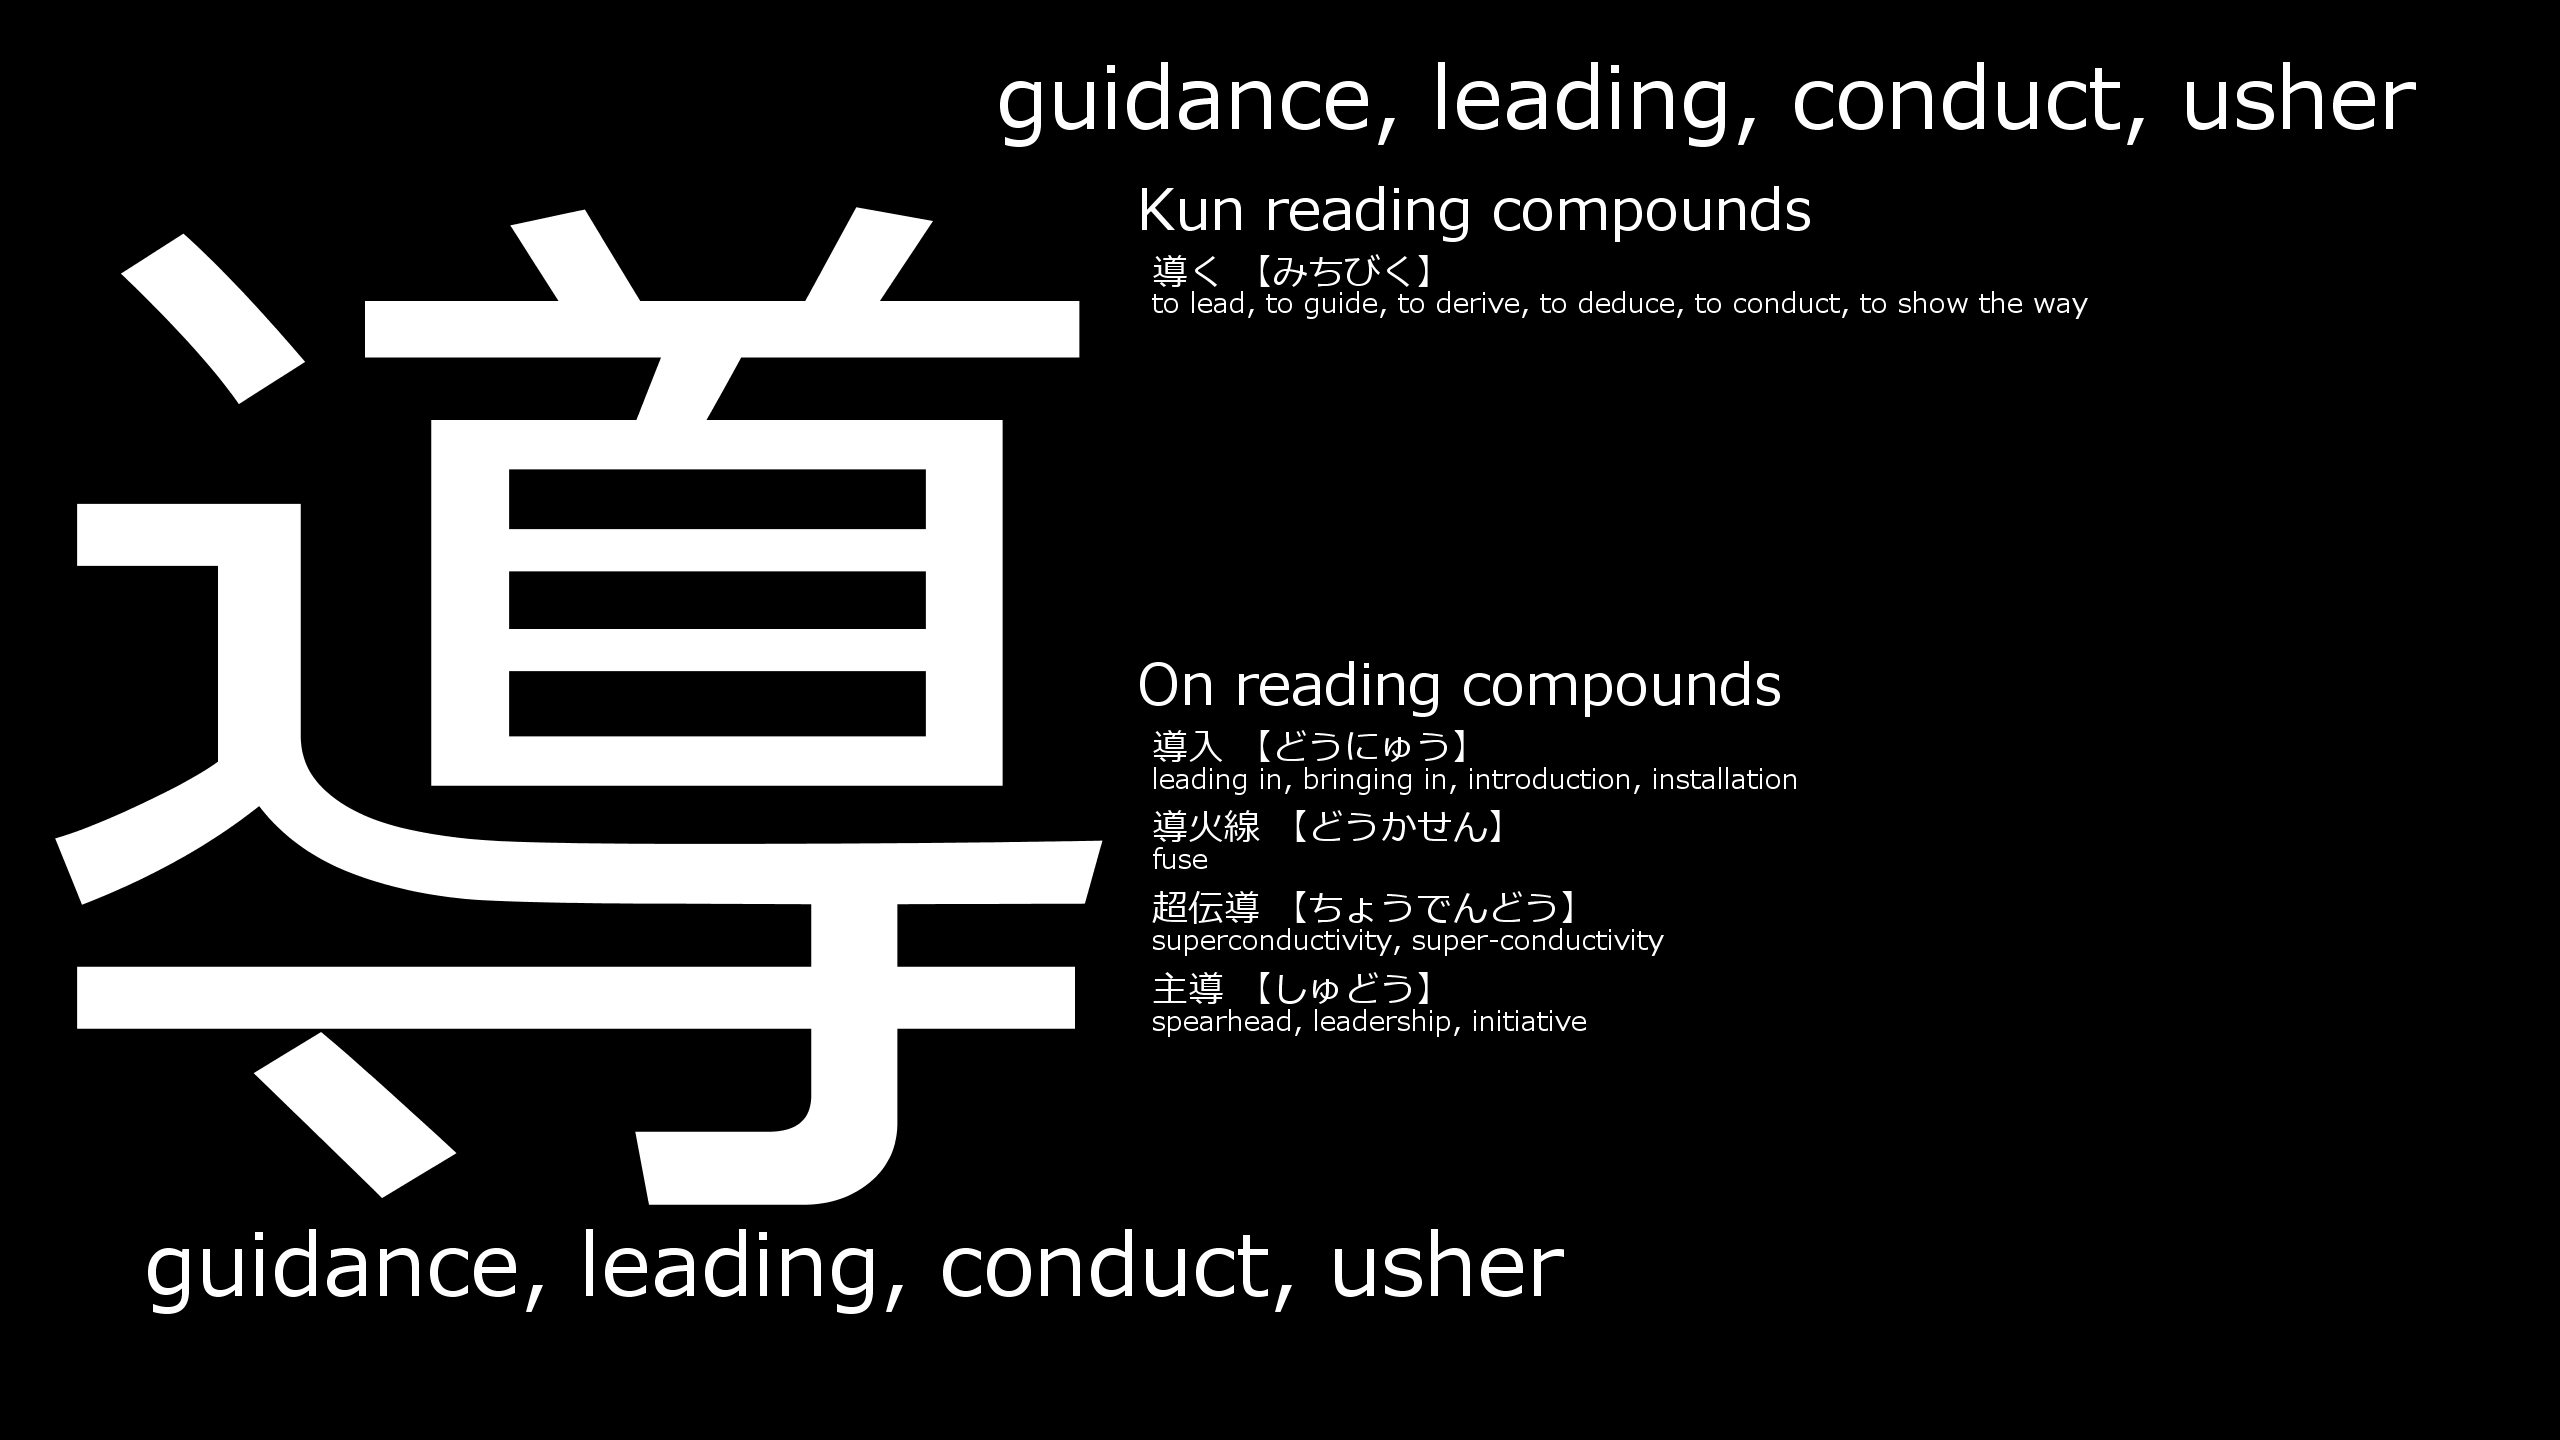 guidance, leading, conduct, usher
導
Kun reading compounds
導く 【みちびく】
to lead, to guide, to derive, to deduce, to conduct, to show the way
On reading compounds
導入 【どうにゅう】
leading in, bringing in, introduction, installation
導火線 【どうかせん】
fuse
超伝導 【ちょうでんどう】
superconductivity, super-conductivity
主導 【しゅどう】
spearhead, leadership, initiative
guidance, leading, conduct, usher